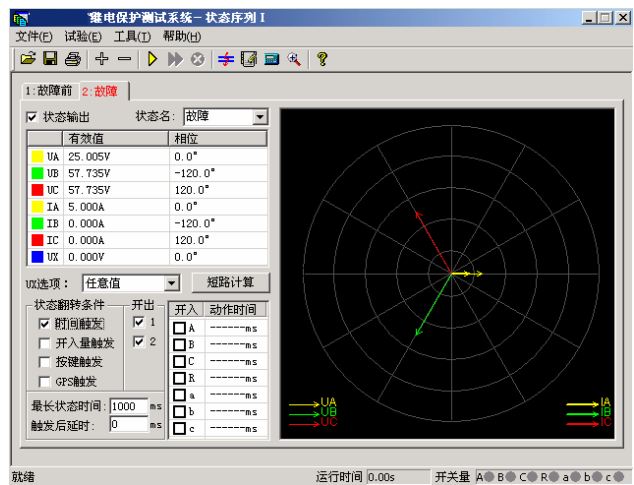 继电保护测试系统-状态序列 I
文件(F) 试验(E) 工具(T) 帮助(H)
1:故障前 2:故障
状态输出 状态名: 故障
有效值 相位
UA 25.005V 0.0°
UB 57.735V -120.0°
UC 57.735V 120.0°
IA 5.000A 0.0°
IB 0.000A -120.0°
IC 0.000A 120.0°
UX 0.000V 0.0°
UX选项: 任意值 短路计算
状态翻转条件 开出 开入 动作时间
时间触发 1 A ------ms
开入量触发 2 B ------ms
按键触发 C ------ms
GPS触发 R ------ms
a ------ms
最长状态时间: 1000 ms b ------ms
触发后延时: 0 ms c ------ms
UA IA
UB IB
UC IC
就绪 运行时间 0.00s 开关量 A B C R a b c